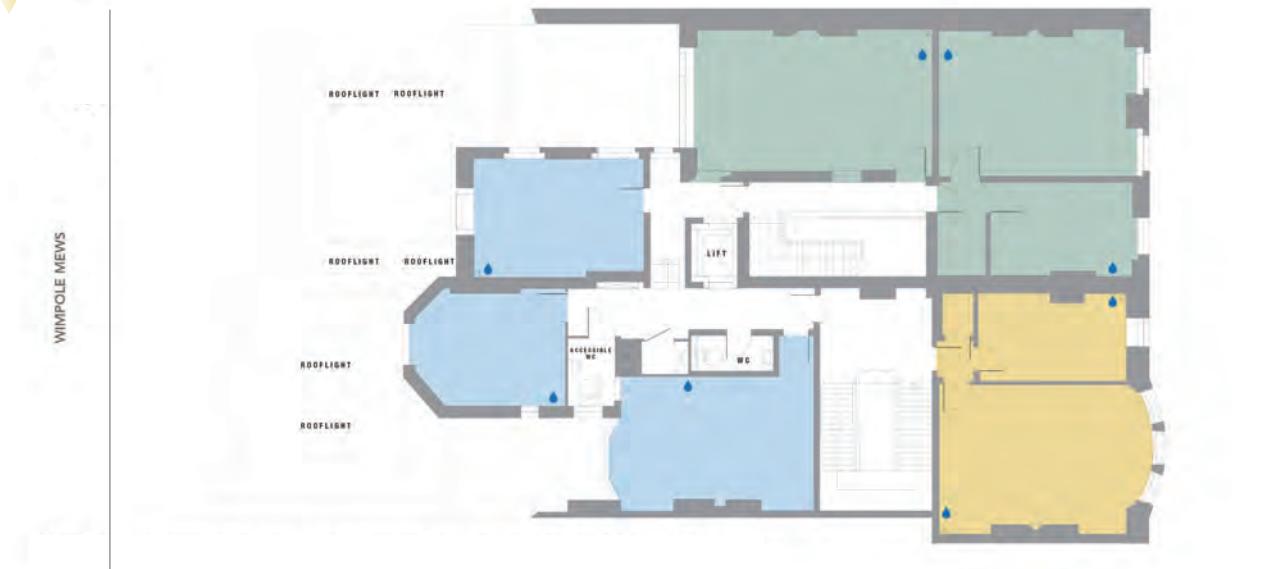 ROOFLIGHT ROOFLIGHT
WIMPOLE MEWS
ROOFLIGHT ROOFLIGHT
LIFT
ACCESSIBLE
WC
WC
ROOFLIGHT
ROOFLIGHT